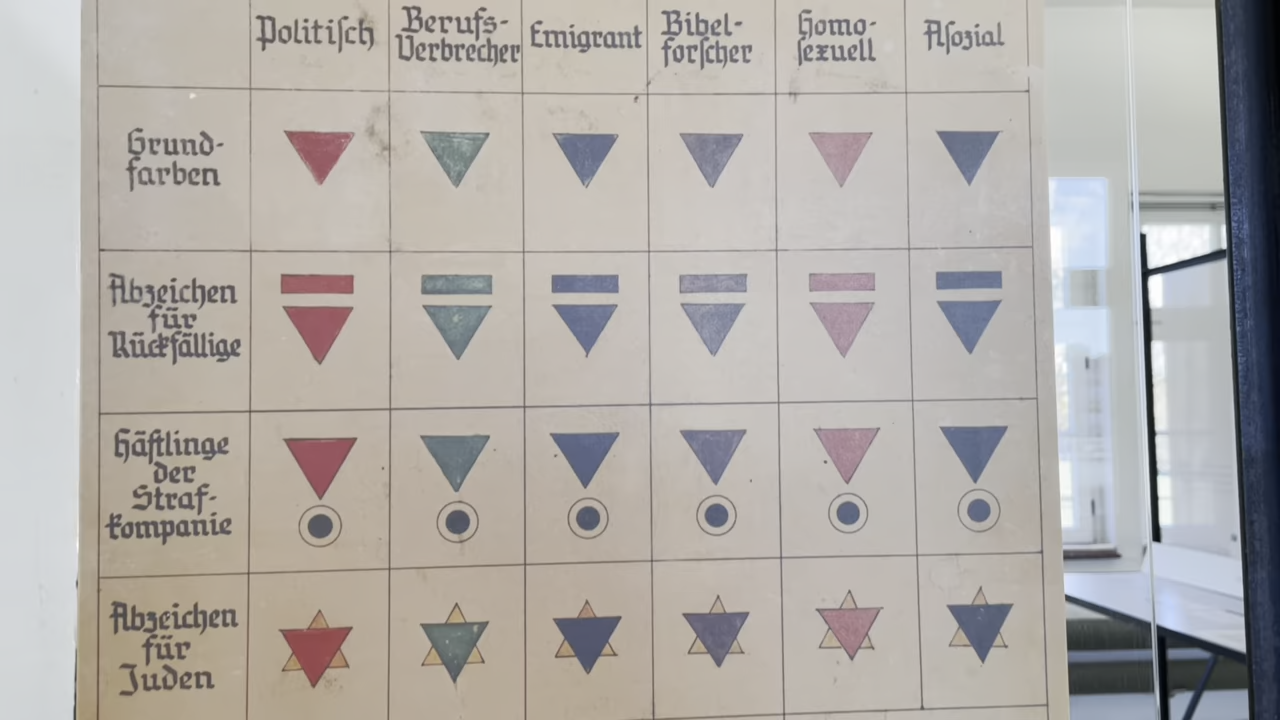 Politiſch
Berufs-
Verbrecher
Emigrant
Bibel-
forſcher
Homo-
ſexuell
Aſozial
Grund-
farben
Abzeichen
für
Rückfällige
Häftlinge
der
Straf-
kompanie
Abzeichen
für
Juden